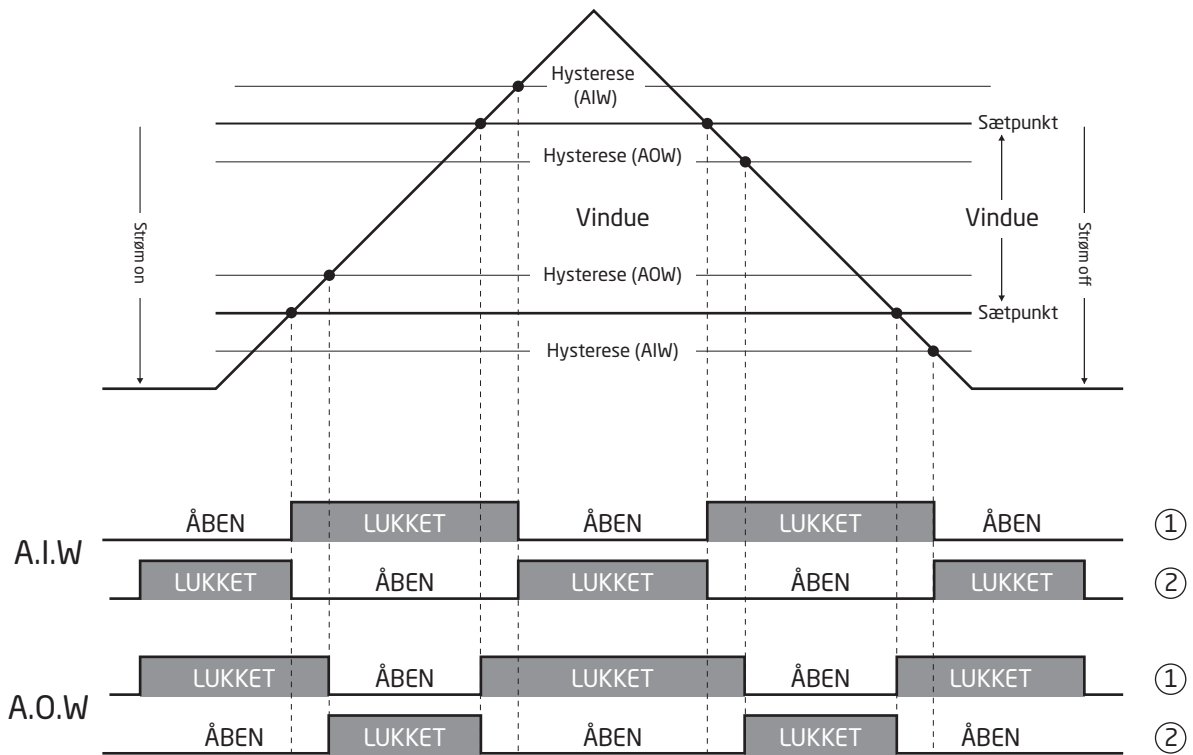 Hysterese
(AIW)
Sætpunkt
Hysterese (AOW)
Strøm on
Vindue
Vindue
Strøm off
Hysterese (AOW)
Sætpunkt
Hysterese (AIW)
A.I.W
ÅBEN LUKKET ÅBEN LUKKET ÅBEN ①
LUKKET ÅBEN LUKKET ÅBEN LUKKET ②
A.O.W
LUKKET ÅBEN LUKKET ÅBEN LUKKET ①
ÅBEN LUKKET ÅBEN LUKKET ÅBEN ②